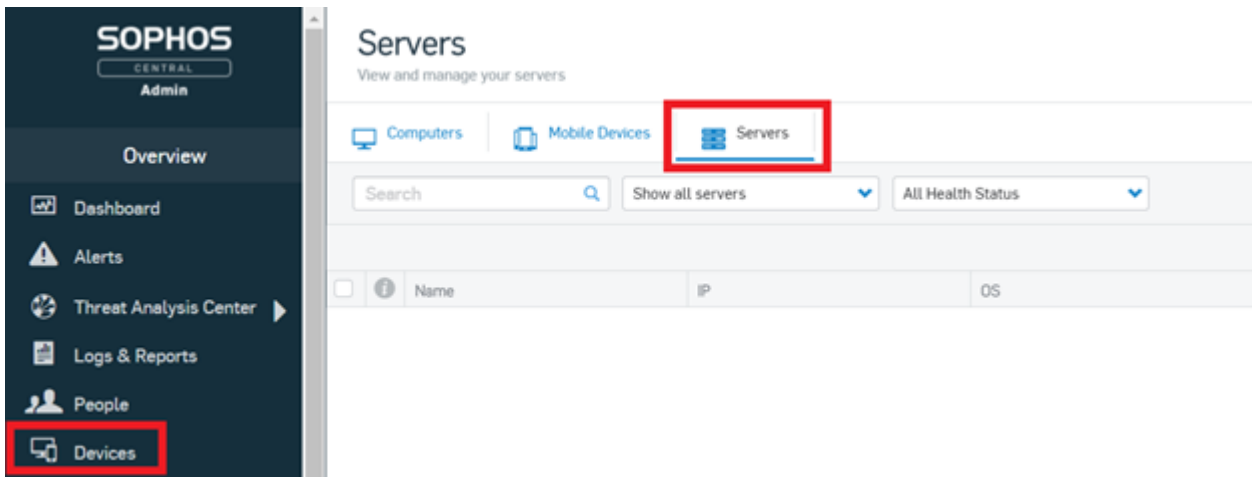 SOPHOS
CENTRAL
Admin
Overview
Dashboard
Alerts
Threat Analysis Center
Logs & Reports
People
Devices
Servers
View and manage your servers
Computers
Mobile Devices
Servers
Search
Show all servers
All Health Status
Name
IP
OS